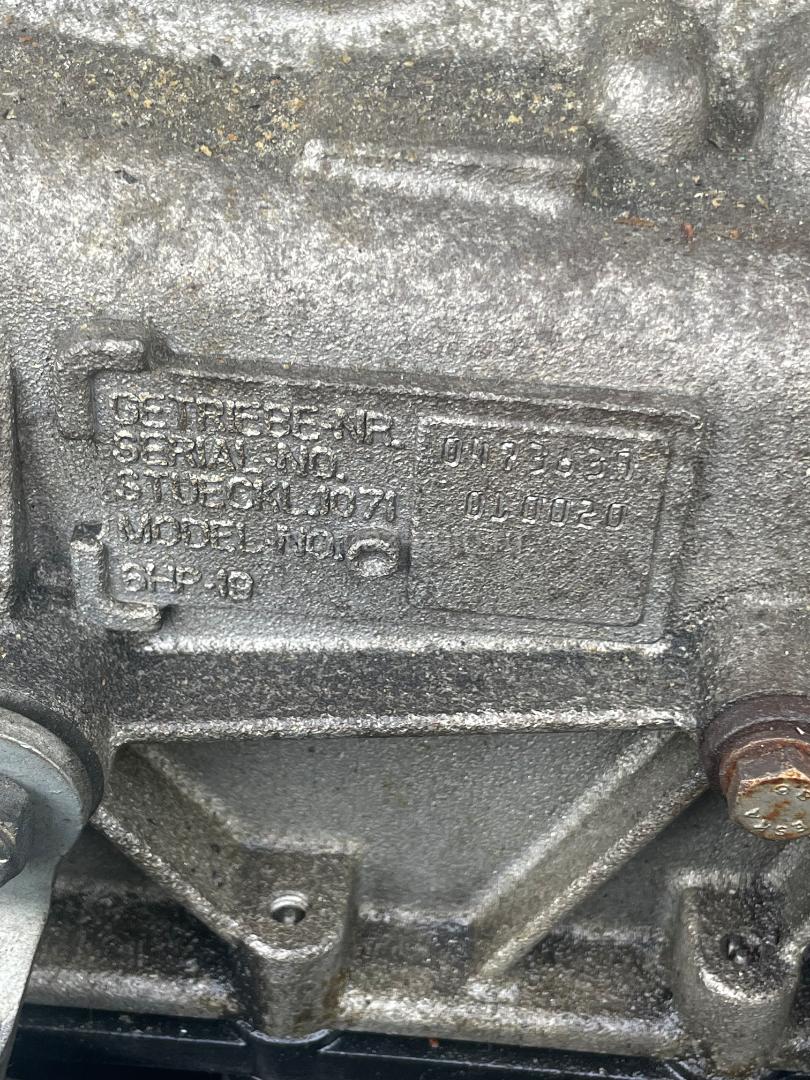 GETRIEBE-NR.
SERIAL-NO.
STUECKL.1071
MODEL-NO.
6HP-19
010020